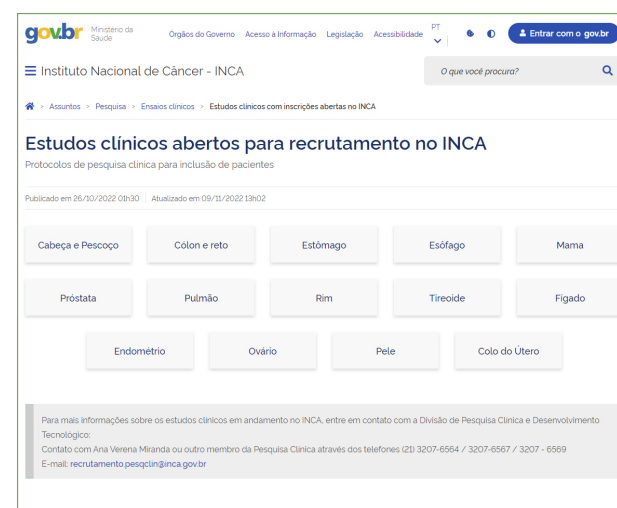 gov.br
Ministério da
Saúde
Órgãos do Governo Acesso à Informação Legislação Acessibilidade PT
Entrar com o gov.br
Instituto Nacional de Câncer - INCA
O que você procura?
Assuntos > Pesquisa > Ensaios clínicos > Estudos clínicos com inscrições abertas no INCA
Estudos clínicos abertos para recrutamento no INCA
Protocolos de pesquisa clínica para inclusão de pacientes
Publicado em 26/10/2022 01h30 Atualizado em 09/11/2022 13h02
Cabeça e Pescoço Cólon e reto Estômago Esôfago Mama
Próstata Pulmão Rim Tireoide Fígado
Endométrio Ovário Pele Colo do Útero
Para mais informações sobre os estudos clínicos em andamento no INCA, entre em contato com a Divisão de Pesquisa Clínica e Desenvolvimento
Tecnológico:
Contato com Ana Verena Miranda ou outro membro da Pesquisa Clínica através dos telefones (21) 3207-6564 / 3207-6567 / 3207 - 6569
E-mail: recrutamento.pesqclin@inca.gov.br